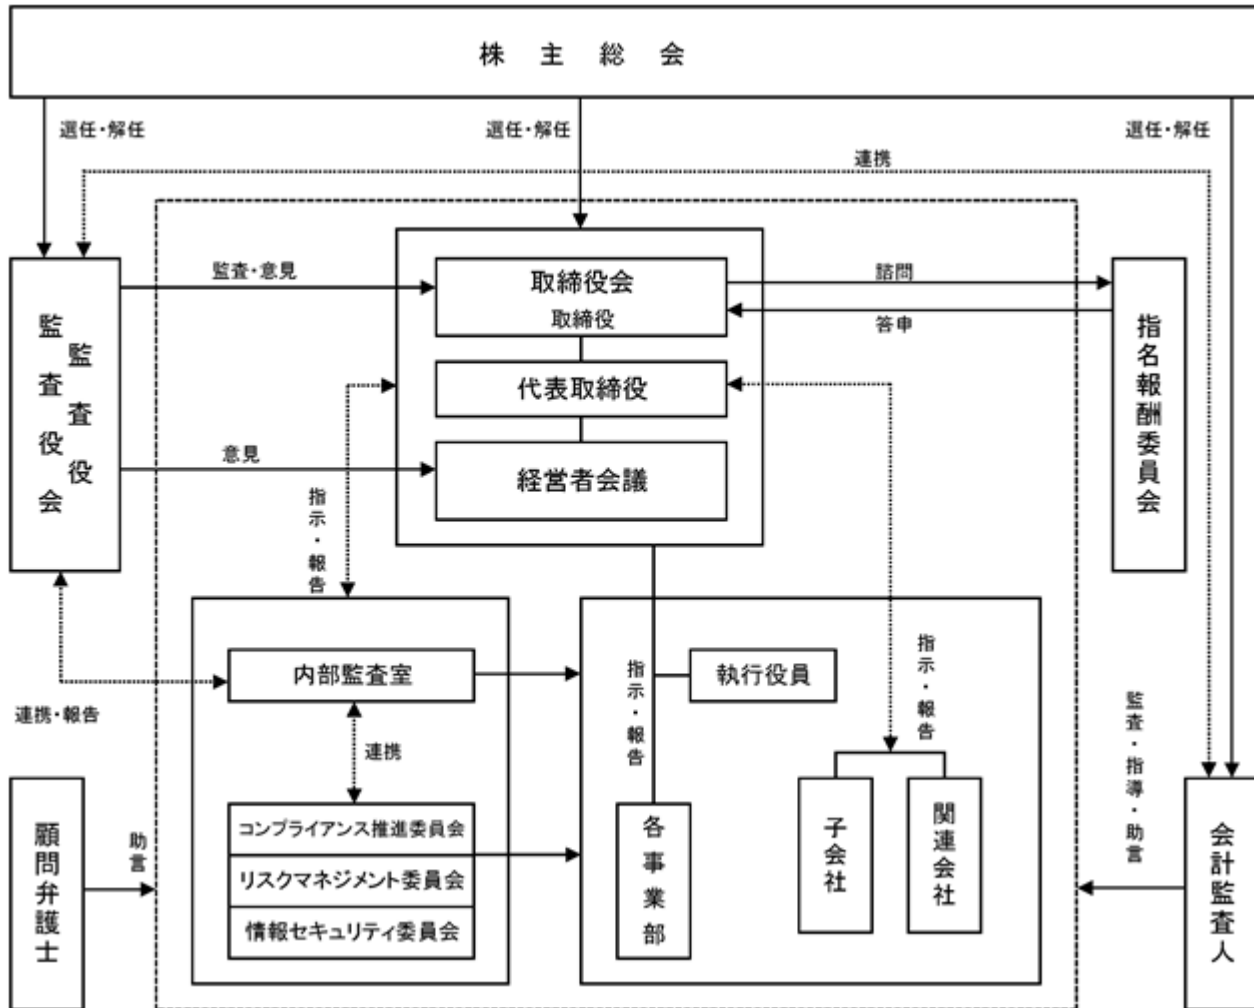 株主総会
選任・解任
選任・解任
選任・解任
連携
監査役会
監査役
監査・意見
取締役会
取締役
諮問
答申
指名報酬委員会
代表取締役
意見
経営者会議
指示・報告
内部監査室
指示・報告
執行役員
指示・報告
連携・報告
連携
監査・指導・助言
顧問弁護士
助言
コンプライアンス推進委員会
リスクマネジメント委員会
情報セキュリティ委員会
各事業部
子会社
関連会社
会計監査人